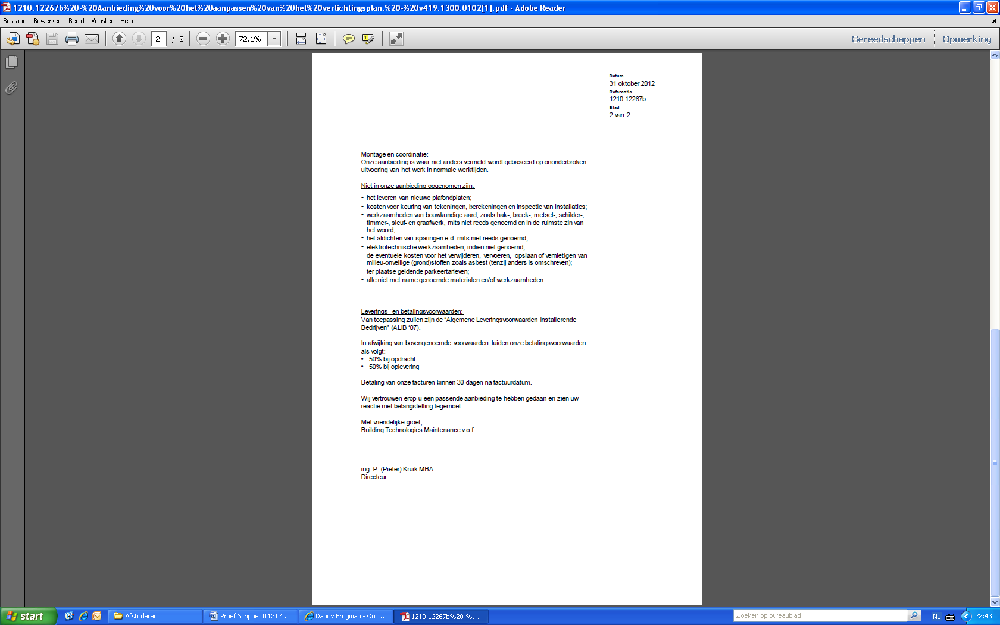 1210.12267b%20-%20Aanbieding%20voor%20het%20aanpassen%20van%20het%20verlichtingsplan.%20-%20v419.1300.0102[1].pdf - Adobe Reader
Bestand Bewerken Beeld Venster Help
2 / 2 72,1% Gereedschappen Opmerking
Datum
31 oktober 2012
Referentie
1210.12267b
Blad
2 van 2
Montage en coördinatie:
Onze aanbieding is waar niet anders vermeld wordt gebaseerd op ononderbroken
uitvoering van het werk in normale werktijden.
Niet in onze aanbieding opgenomen zijn:
- het leveren van nieuwe plafondplaten;
- kosten voor keuring van tekeningen, berekeningen en inspectie van installaties;
- werkzaamheden van bouwkundige aard, zoals hak-, breek-, metsel-, schilder-,
timmer-, sleuf- en graafwerk, mits niet reeds genoemd en in de ruimste zin van
het woord;
- het afdichten van sparingen e.d. mits niet reeds genoemd;
- elektrotechnische werkzaamheden, indien niet genoemd;
- de eventuele kosten voor het verwijderen, vervoeren, opslaan of vernietigen van
milieu-onveilige (grond)stoffen zoals asbest (tenzij anders is omschreven);
- ter plaatse geldende parkeertarieven;
- alle niet met name genoemde materialen en/of werkzaamheden.
Leverings- en betalingsvoorwaarden:
Van toepassing zullen zijn de “Algemene Leveringsvoorwaarden Installerende
Bedrijven” (ALIB ‘07).
In afwijking van bovengenoemde voorwaarden luiden onze betalingsvoorwaarden
als volgt:
• 50% bij opdracht.
• 50% bij oplevering
Betaling van onze facturen binnen 30 dagen na factuurdatum.
Wij vertrouwen erop u een passende aanbieding te hebben gedaan en zien uw
reactie met belangstelling tegemoet.
Met vriendelijke groet,
Building Technologies Maintenance v.o.f.
ing. P. (Pieter) Kruik MBA
Directeur
start Afstuderen Proef Scriptie 011212... Danny Brugman - Out... 1210.12267b%20-%... Zoeken op bureaublad NL 22:43